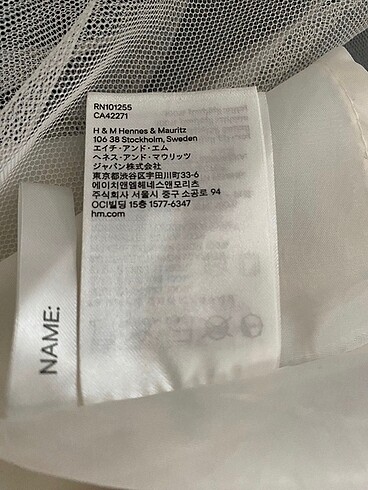 RN101255
CA42271
H & M Hennes & Mauritz
106 38 Stockholm, Sweden
エイチ・アンド・エム
ヘネス・アンド・マウリッツ
ジャパン株式会社
東京都渋谷区宇田川町33-6
에이치앤엠헤네스앤모리츠
주식회사 서울시 중구 소공로 94
OCI빌딩 15층 1577-6347
hm.com
NAME: